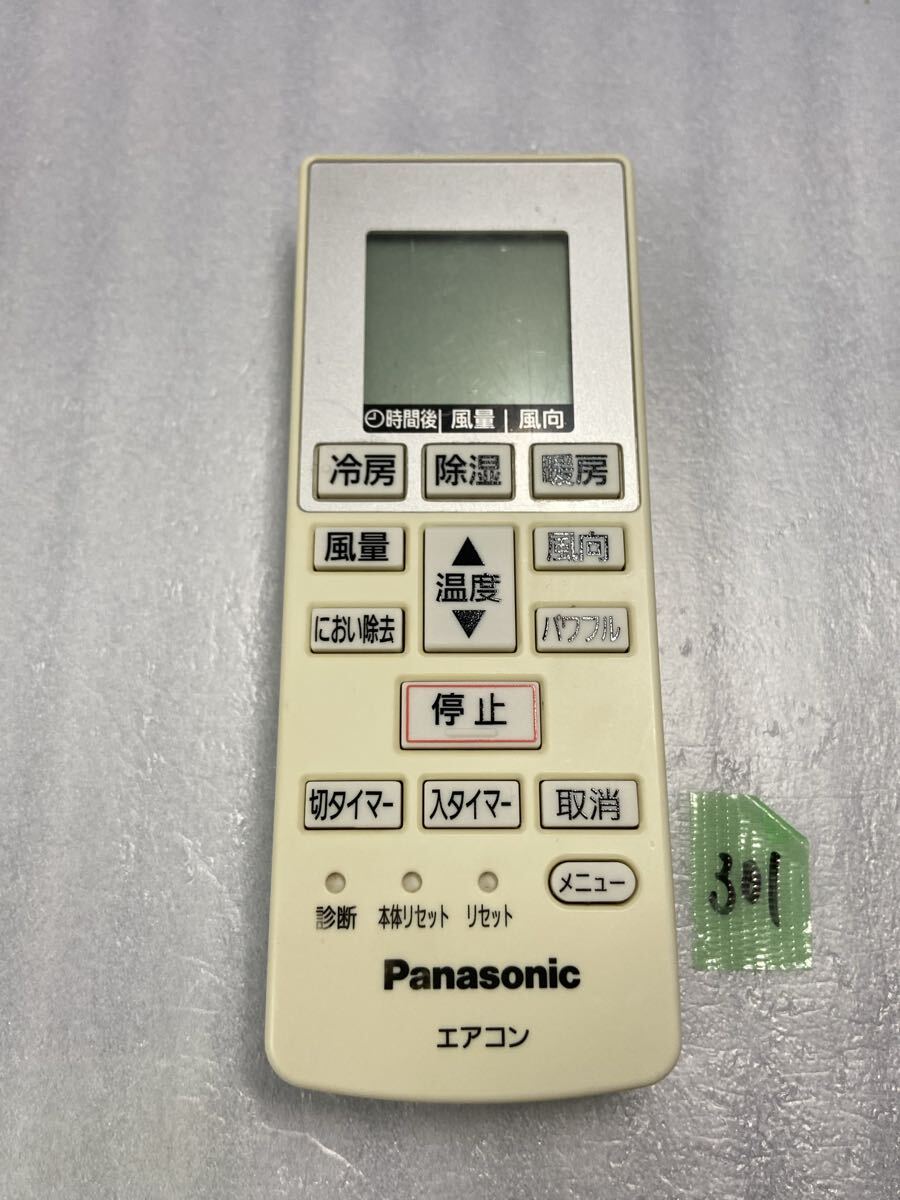 時間後 風量 風向
冷房 除湿 暖房
風量 ▲ 温度 ▼ 風向
におい除去 パワフル
停止
切タイマー 入タイマー 取消
メニュー
診断 本体リセット リセット
Panasonic
エアコン